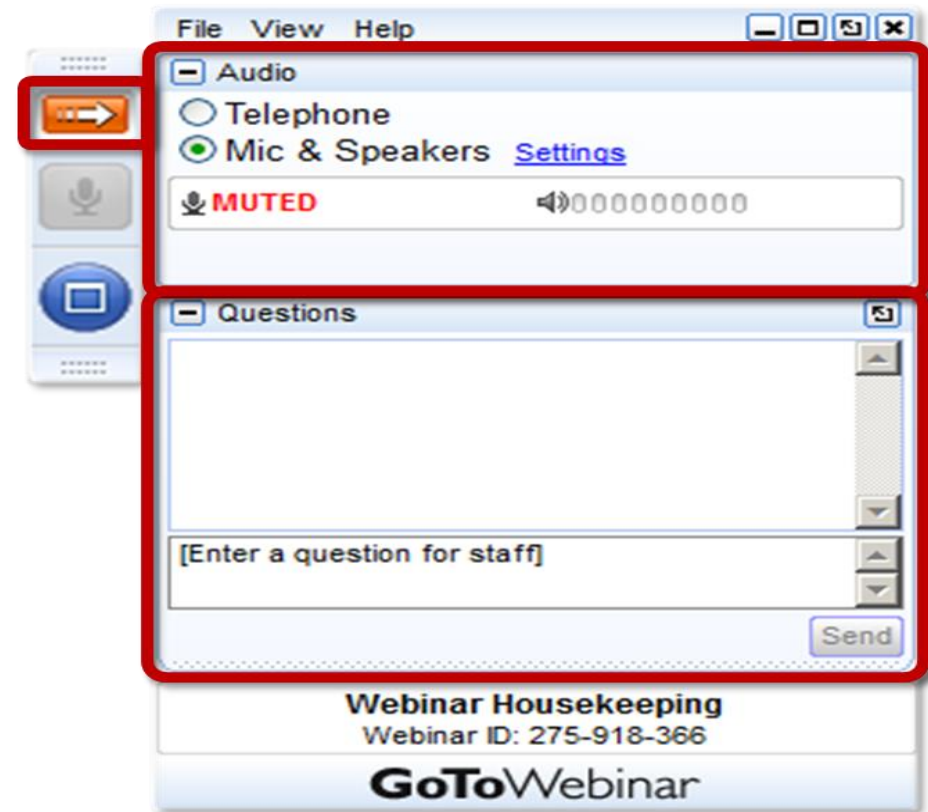 File View Help
Audio
Telephone
Mic & Speakers Settings
MUTED
Questions
[Enter a question for staff]
Send
Webinar Housekeeping
Webinar ID: 275-918-366
GoToWebinar